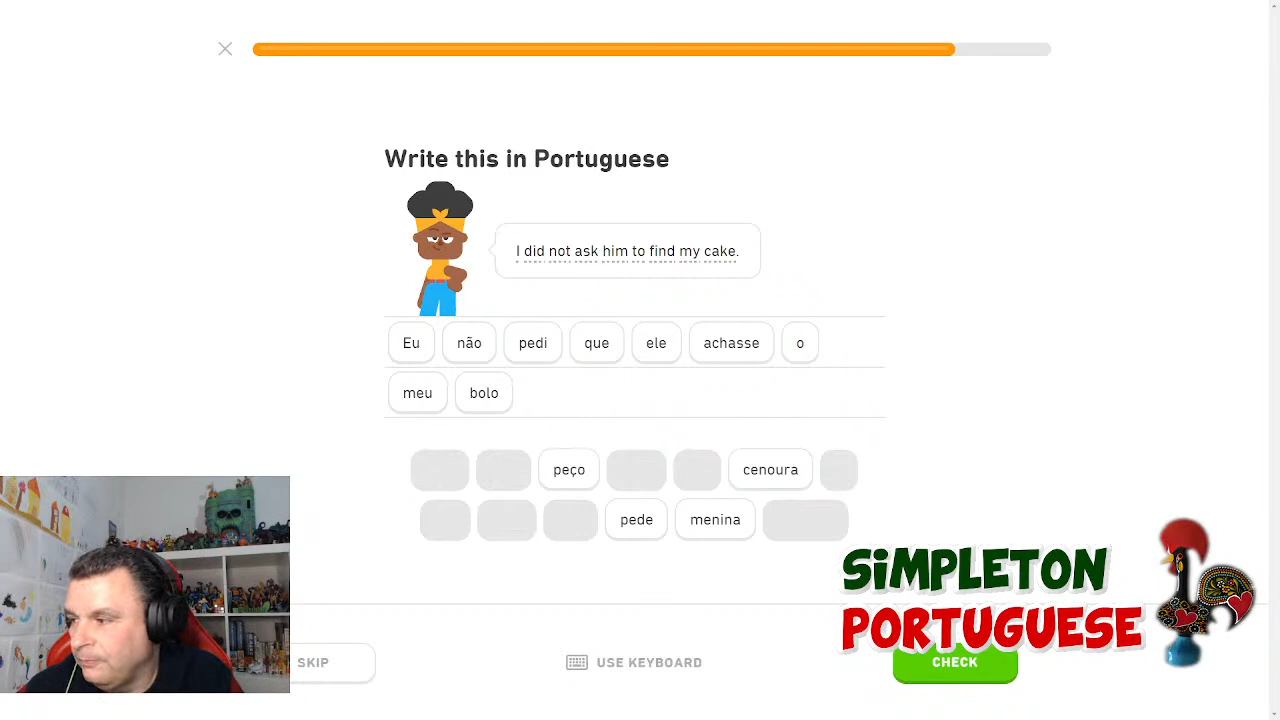 Write this in Portuguese
I did not ask him to find my cake.
Eu não pedi que ele achasse o
meu bolo
peço cenoura
pede menina
SiMPLETON
PORTUGUESE
SKIP USE KEYBOARD CHECK